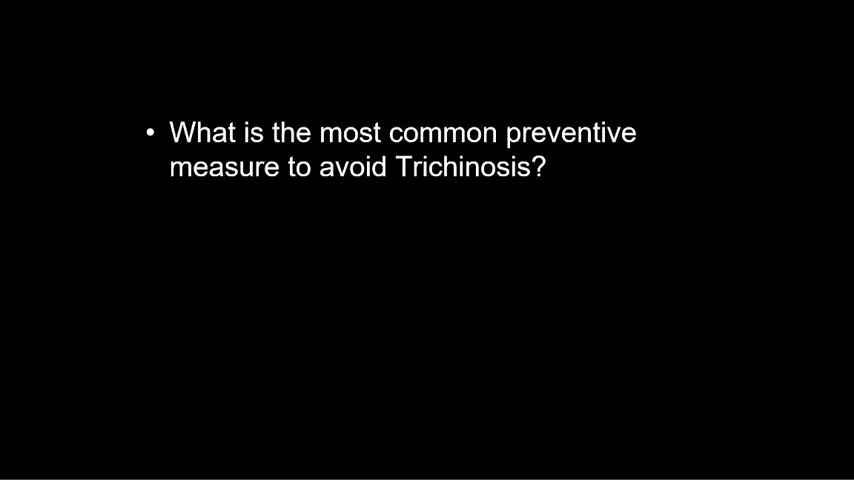 • What is the most common preventive
measure to avoid Trichinosis?